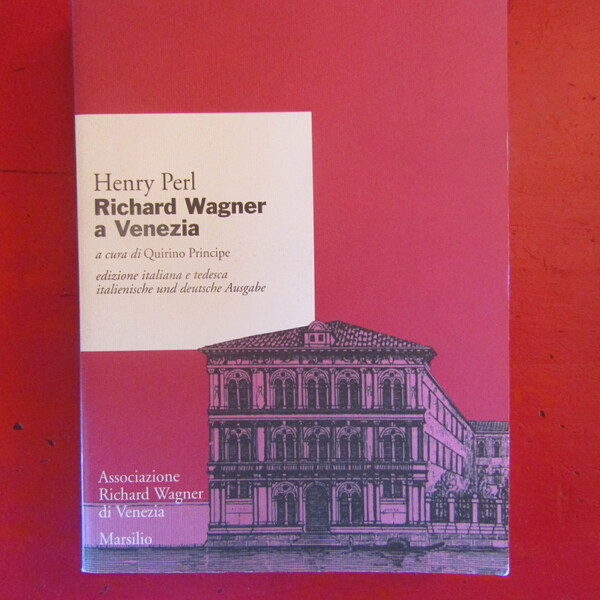 Henry Perl
Richard Wagner
a Venezia
a cura di Quirino Principe
edizione italiana e tedesca
italienische und deutsche Ausgabe
Associazione
Richard Wagner
di Venezia
Marsilio